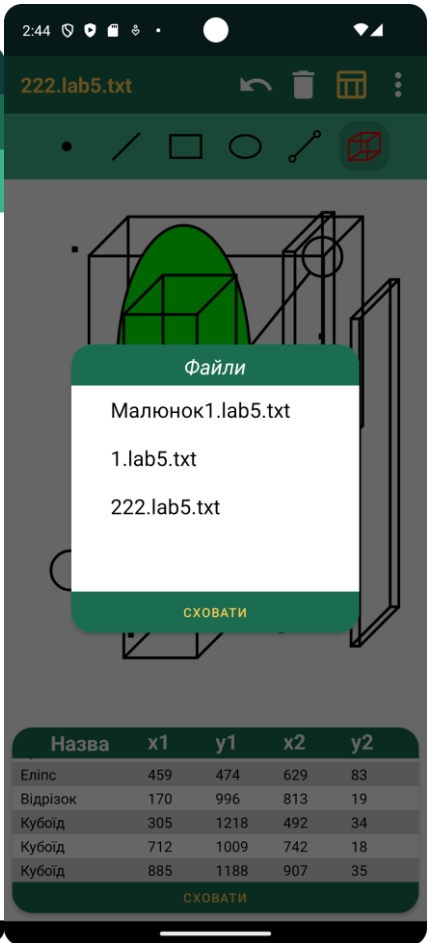 2:44
222.lab5.txt
Файли
Малюнок1.lab5.txt
1.lab5.txt
222.lab5.txt
СХОВАТИ
Назва x1 y1 x2 y2
Еліпс 459 474 629 83
Відрізок 170 996 813 19
Кубоїд 305 1218 492 34
Кубоїд 712 1009 742 18
Кубоїд 885 1188 907 35
СХОВАТИ